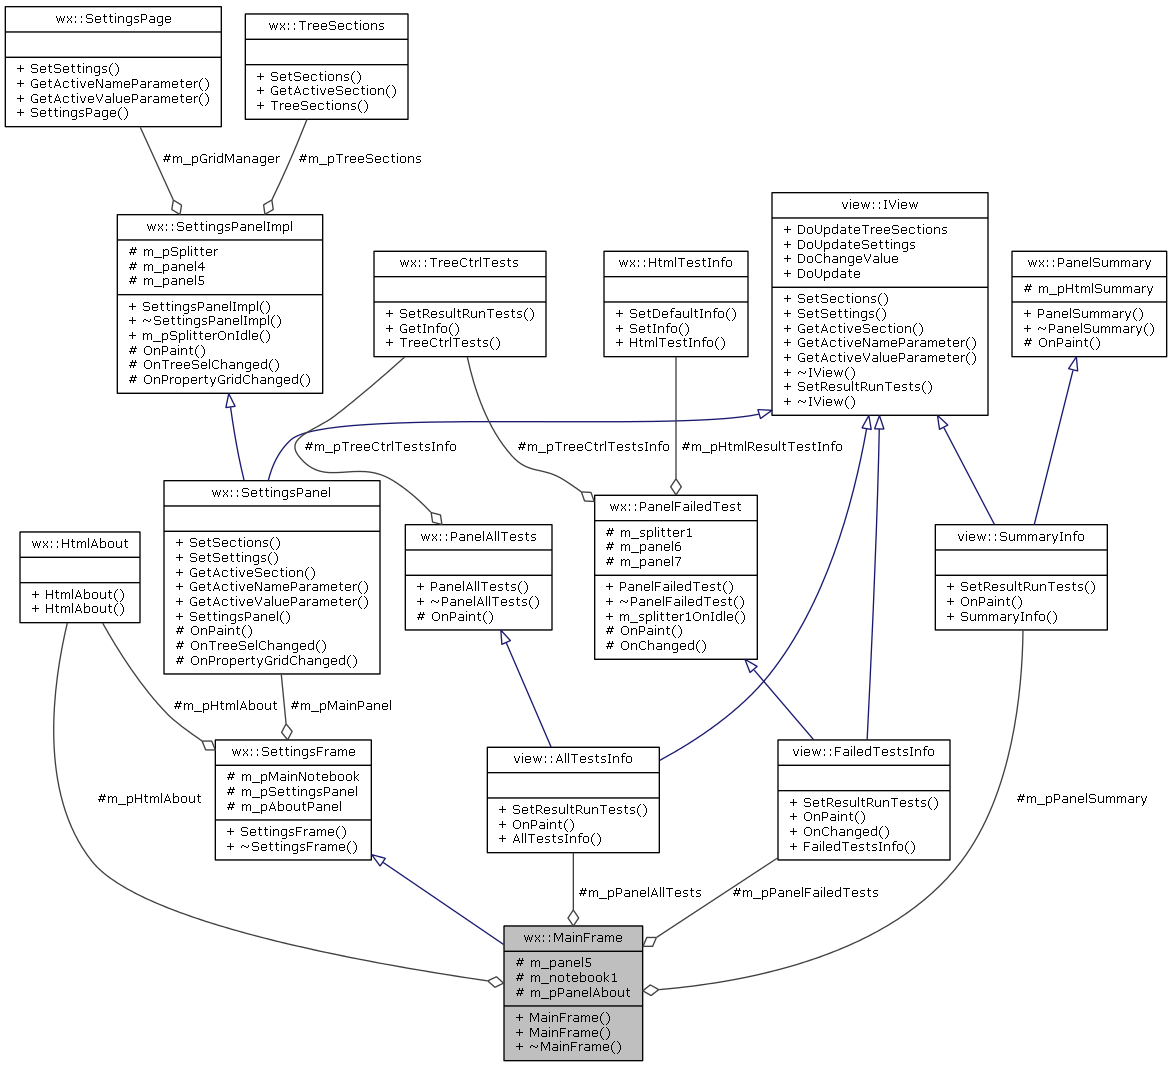 wx::SettingsPage
+ SetSettings()
+ GetActiveNameParameter()
+ GetActiveValueParameter()
+ SettingsPage()
wx::TreeSections
+ SetSections()
+ GetActiveSection()
+ TreeSections()
#m_pGridManager
#m_pTreeSections
wx::SettingsPanelImpl
# m_pSplitter
# m_panel4
# m_panel5
+ SettingsPanelImpl()
+ ~SettingsPanelImpl()
+ m_pSplitterOnIdle()
# OnPaint()
# OnTreeSelChanged()
# OnPropertyGridChanged()
wx::TreeCtrlTests
+ SetResultRunTests()
+ GetInfo()
+ TreeCtrlTests()
wx::HtmlTestInfo
+ SetDefaultInfo()
+ SetInfo()
+ HtmlTestInfo()
view::IView
+ DoUpdateTreeSections
+ DoUpdateSettings
+ DoChangeValue
+ DoUpdate
+ SetSections()
+ SetSettings()
+ GetActiveSection()
+ GetActiveNameParameter()
+ GetActiveValueParameter()
+ ~IView()
+ SetResultRunTests()
+ ~IView()
wx::PanelSummary
# m_pHtmlSummary
+ PanelSummary()
+ ~PanelSummary()
# OnPaint()
#m_pTreeCtrlTestsInfo
#m_pTreeCtrlTestsInfo
#m_pHtmlResultTestInfo
wx::SettingsPanel
+ SetSections()
+ SetSettings()
+ GetActiveSection()
+ GetActiveNameParameter()
+ GetActiveValueParameter()
+ SettingsPanel()
# OnPaint()
# OnTreeSelChanged()
# OnPropertyGridChanged()
wx::HtmlAbout
+ HtmlAbout()
+ HtmlAbout()
wx::PanelAllTests
+ PanelAllTests()
+ ~PanelAllTests()
# OnPaint()
wx::PanelFailedTest
# m_splitter1
# m_panel6
# m_panel7
+ PanelFailedTest()
+ ~PanelFailedTest()
+ m_splitter1OnIdle()
# OnPaint()
# OnChanged()
view::SummaryInfo
+ SetResultRunTests()
+ OnPaint()
+ SummaryInfo()
#m_pHtmlAbout
#m_pMainPanel
wx::SettingsFrame
# m_pMainNotebook
# m_pSettingsPanel
# m_pAboutPanel
+ SettingsFrame()
+ ~SettingsFrame()
view::AllTestsInfo
+ SetResultRunTests()
+ OnPaint()
+ AllTestsInfo()
view::FailedTestsInfo
+ SetResultRunTests()
+ OnPaint()
+ OnChanged()
+ FailedTestsInfo()
#m_pHtmlAbout
#m_pPanelSummary
#m_pPanelAllTests
#m_pPanelFailedTests
wx::MainFrame
# m_panel5
# m_notebook1
# m_pPanelAbout
+ MainFrame()
+ MainFrame()
+ ~MainFrame()